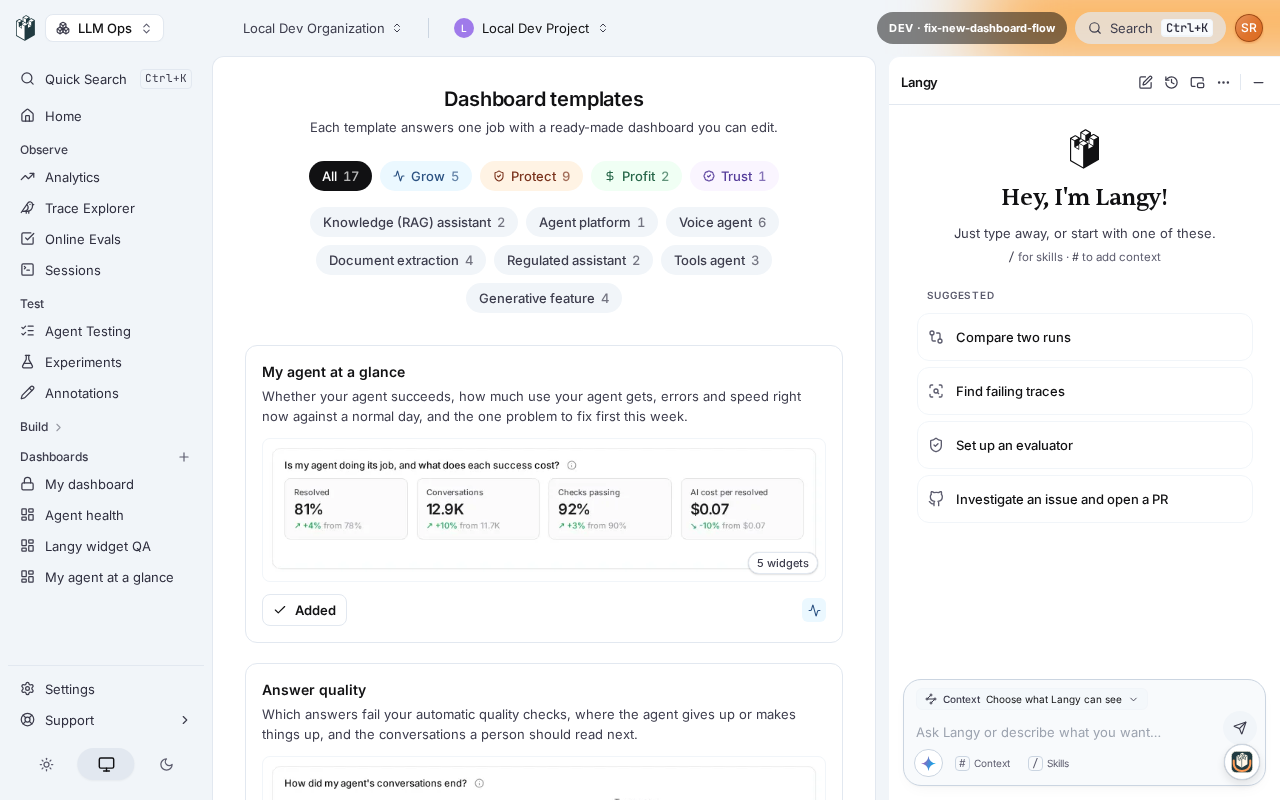 LLM Ops
Local Dev Organization
L
Local Dev Project
DEV · fix-new-dashboard-flow
Search Ctrl+K
SR
Quick Search Ctrl+K
Home
Observe
Analytics
Trace Explorer
Online Evals
Sessions
Test
Agent Testing
Experiments
Annotations
Build
Dashboards
My dashboard
Agent health
Langy widget QA
My agent at a glance
Settings
Support
Dashboard templates
Each template answers one job with a ready-made dashboard you can edit.
All 17 Grow 5 Protect 9 Profit 2 Trust 1
Knowledge (RAG) assistant 2 Agent platform 1 Voice agent 6
Document extraction 4 Regulated assistant 2 Tools agent 3
Generative feature 4
My agent at a glance
Whether your agent succeeds, how much use your agent gets, errors and speed right
now against a normal day, and the one problem to fix first this week.
Is my agent doing its job, and what does each success cost?
Resolved
81%
↗ +4% from 78%
Conversations
12.9K
↗ +10% from 11.7K
Checks passing
92%
↗ +3% from 90%
AI cost per resolved
$0.07
↘ -10% from $0.07
5 widgets
Added
Answer quality
Which answers fail your automatic quality checks, where the agent gives up or makes
things up, and the conversations a person should read next.
How did my agent's conversations end?
Langy
Hey, I'm Langy!
Just type away, or start with one of these.
/ for skills · # to add context
SUGGESTED
Compare two runs
Find failing traces
Set up an evaluator
Investigate an issue and open a PR
Context Choose what Langy can see
Ask Langy or describe what you want...
# Context / Skills